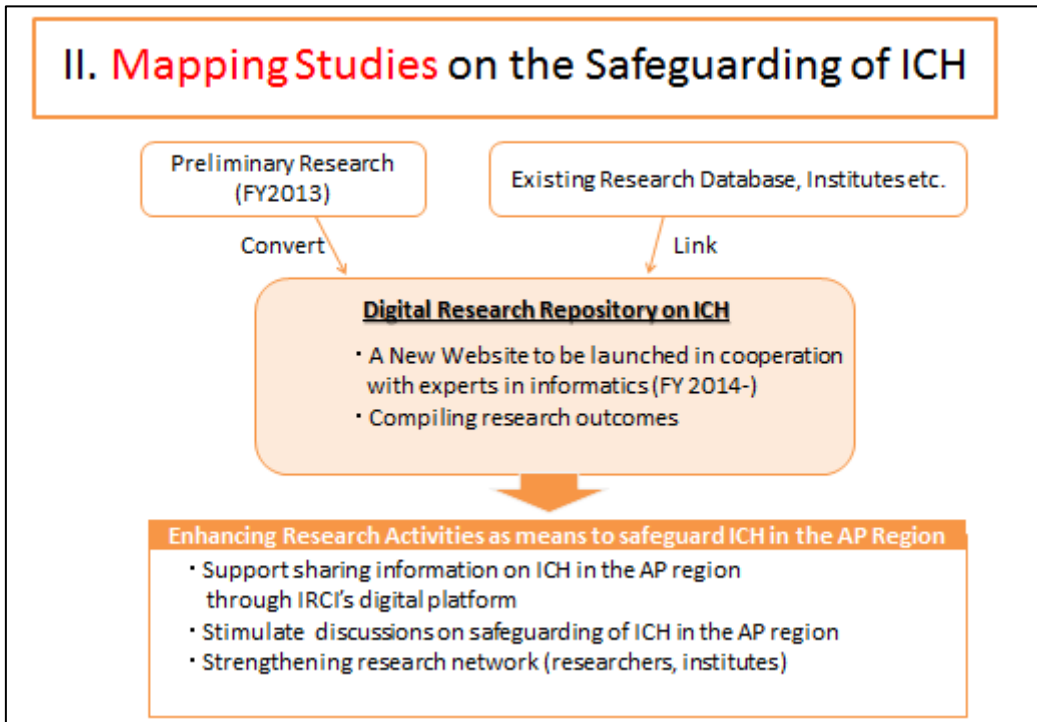 II. Mapping Studies on the Safeguarding of ICH
Preliminary Research
(FY2013)
Existing Research Database, Institutes etc.
Convert
Link
Digital Research Repository on ICH
・A New Website to be launched in cooperation
with experts in informatics (FY 2014-)
・Compiling research outcomes
Enhancing Research Activities as means to safeguard ICH in the AP Region
・Support sharing information on ICH in the AP region
through IRCI's digital platform
・Stimulate discussions on safeguarding of ICH in the AP region
・Strengthening research network (researchers, institutes)